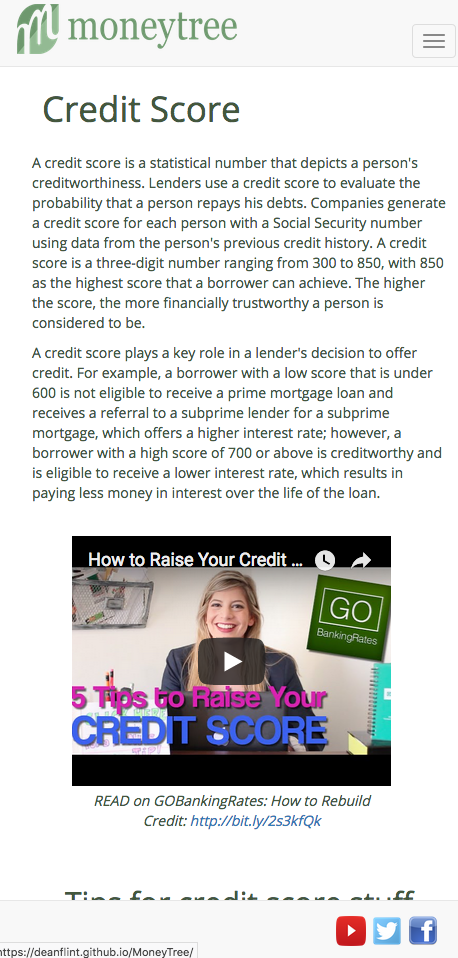 moneytree
Credit Score
A credit score is a statistical number that depicts a person's
creditworthiness. Lenders use a credit score to evaluate the
probability that a person repays his debts. Companies generate
a credit score for each person with a Social Security number
using data from the person's previous credit history. A credit
score is a three-digit number ranging from 300 to 850, with 850
as the highest score that a borrower can achieve. The higher
the score, the more financially trustworthy a person is
considered to be.
A credit score plays a key role in a lender's decision to offer
credit. For example, a borrower with a low score that is under
600 is not eligible to receive a prime mortgage loan and
receives a referral to a subprime lender for a subprime
mortgage, which offers a higher interest rate; however, a
borrower with a high score of 700 or above is creditworthy and
is eligible to receive a lower interest rate, which results in
paying less money in interest over the life of the loan.
How to Raise Your Credit ...
GO
BankingRates
5 Tips to Raise Your
CREDIT SCORE
READ on GOBankingRates: How to Rebuild
Credit: http://bit.ly/2s3kfQk
Tips for credit score stuff
https://deanflint.github.io/MoneyTree/